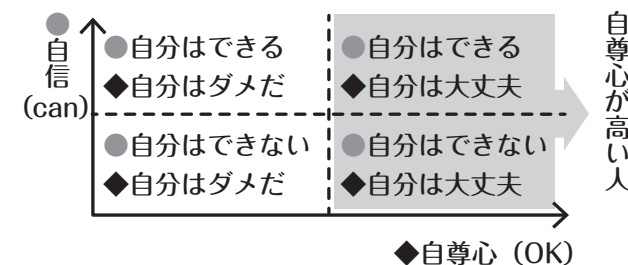 ●自信
(can)
●自分はできる
◆自分はダメだ
●自分はできる
◆自分は大丈夫
●自分はできない
◆自分はダメだ
●自分はできない
◆自分は大丈夫
◆自尊心（OK）
自尊心が高い人